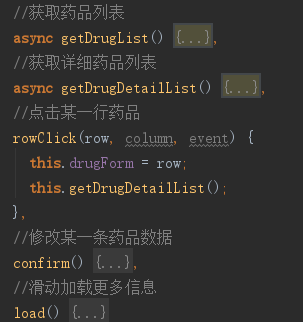 //获取药品列表
async getDrugList() {...},
//获取详细药品列表
async getDrugDetailList() {...},
//点击某一行药品
rowClick(row, column, event) {
this.drugForm = row;
this.getDrugDetailList();
},
//修改某一条药品数据
confirm() {...},
//滑动加载更多信息
load() {...}